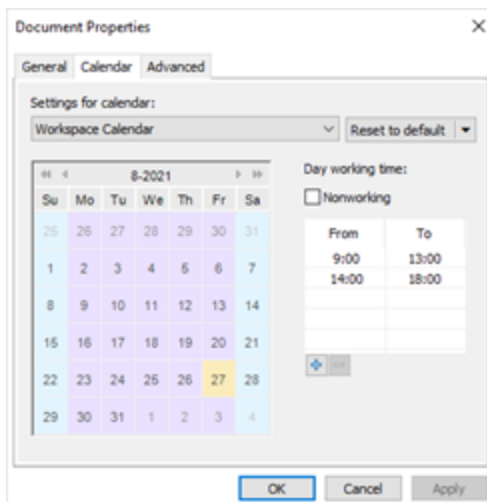 Document Properties
General Calendar Advanced
Settings for calendar:
Workspace Calendar Reset to default
8-2021
Su Mo Tu We Th Fr Sa
25 26 27 28 29 30 31
1 2 3 4 5 6 7
8 9 10 11 12 13 14
15 16 17 18 19 20 21
22 23 24 25 26 27 28
29 30 31 1 2 3 4
Day working time:
Nonworking
From To
9:00 13:00
14:00 18:00
OK Cancel Apply